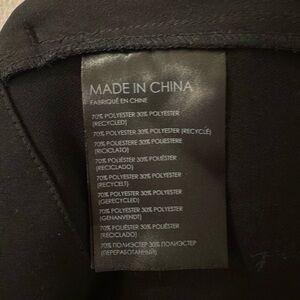 MADE IN CHINA
FABRIQUÉ EN CHINE
70% POLYESTER 30% POLYESTER
(RECYCLED)
70% POLYESTER 30% POLYESTER (RECYCLÉ)
70% POLIESTERE 30% POLIESTERE
(RICICLATO)
70% POLIÉSTER 30% POLIÉSTER
(RECICLADO)
70% POLYESTER 30% POLYESTER
(RECYCELT)
70% POLYESTER 30% POLYESTER
(GERECYCLED)
70% POLYESTER 30% POLYESTER
(GENANVENDT)
70% POLIÉSTER 30% POLIÉSTER
(RECICLADO)
70% ПОЛИЭСТЕР 30% ПОЛИЭСТЕР
(ПЕРЕРАБОТАННЫЙ)